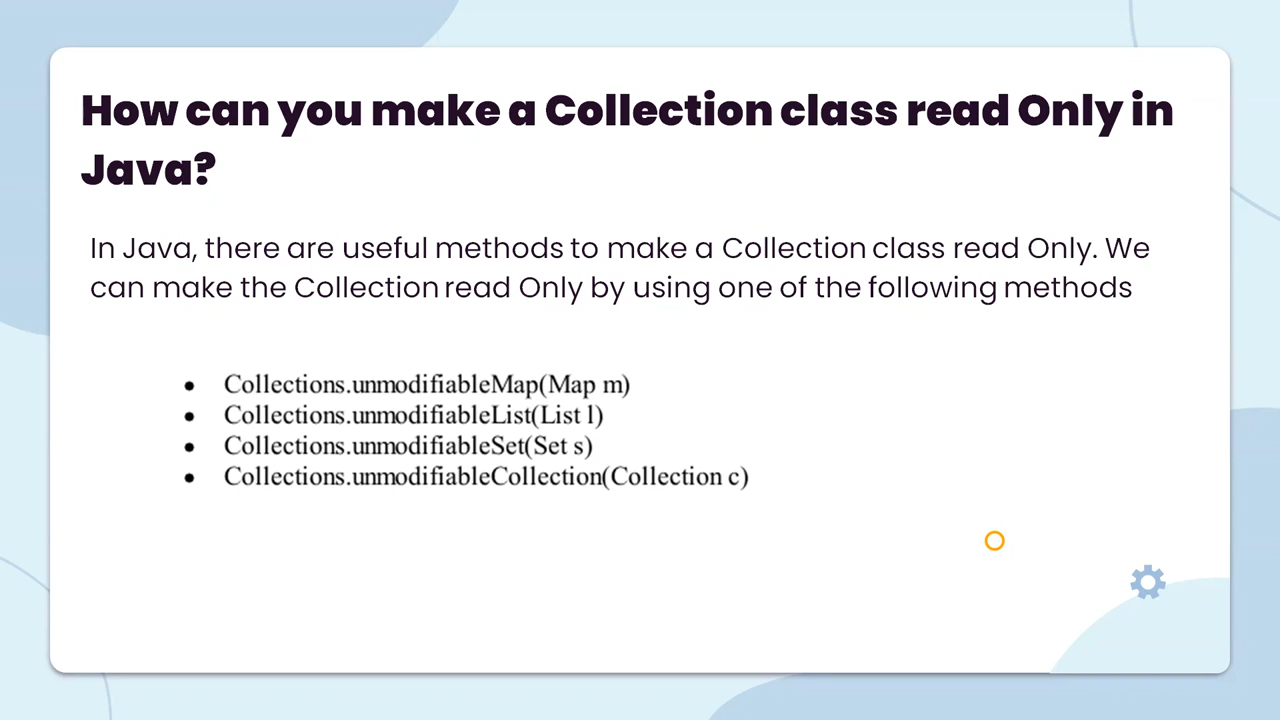 How can you make a Collection class read Only in
Java?
In Java, there are useful methods to make a Collection class read Only. We
can make the Collection read Only by using one of the following methods
• Collections.unmodifiableMap(Map m)
• Collections.unmodifiableList(List l)
• Collections.unmodifiableSet(Set s)
• Collections.unmodifiableCollection(Collection c)